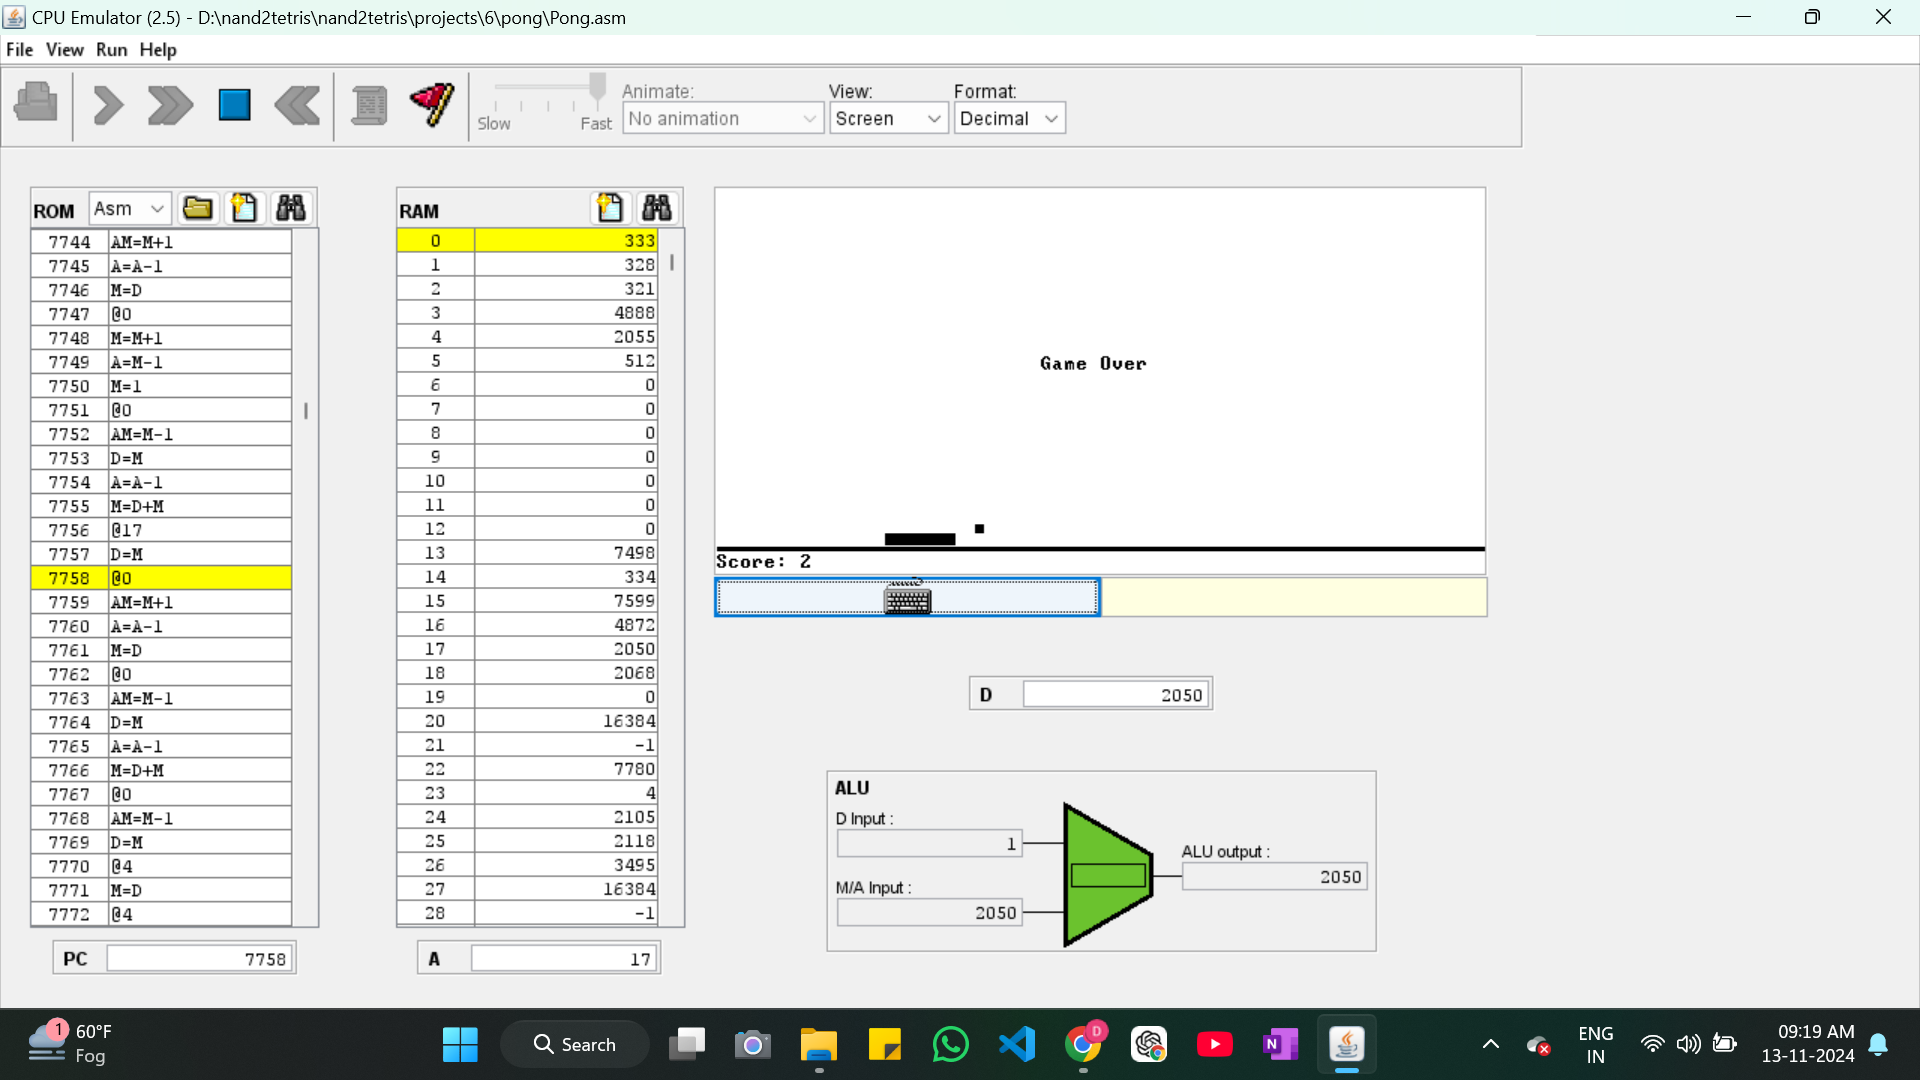 CPU Emulator (2.5) - D:\nand2tetris\nand2tetris\projects\6\pong\Pong.asm
File View Run Help
Slow Fast
Animate: View: Format:
No animation Screen Decimal
ROM Asm
7744 AM=M+1
7745 A=A-1
7746 M=D
7747 @0
7748 M=M+1
7749 A=M-1
7750 M=1
7751 @0
7752 AM=M-1
7753 D=M
7754 A=A-1
7755 M=D+M
7756 @17
7757 D=M
7758 @0
7759 AM=M+1
7760 A=A-1
7761 M=D
7762 @0
7763 AM=M-1
7764 D=M
7765 A=A-1
7766 M=D+M
7767 @0
7768 AM=M-1
7769 D=M
7770 @4
7771 M=D
7772 @4
PC 7758
RAM
0 333
1 328
2 321
3 4888
4 2055
5 512
6 0
7 0
8 0
9 0
10 0
11 0
12 0
13 7498
14 334
15 7599
16 4872
17 2050
18 2068
19 0
20 16384
21 -1
22 7780
23 4
24 2105
25 2118
26 3495
27 16384
28 -1
A 17
Game Over
Score: 2
D 2050
ALU
D Input :
1
M/A Input :
2050
ALU output :
2050
1
60°F
Fog
Search
D
N
ENG
IN
09:19 AM
13-11-2024